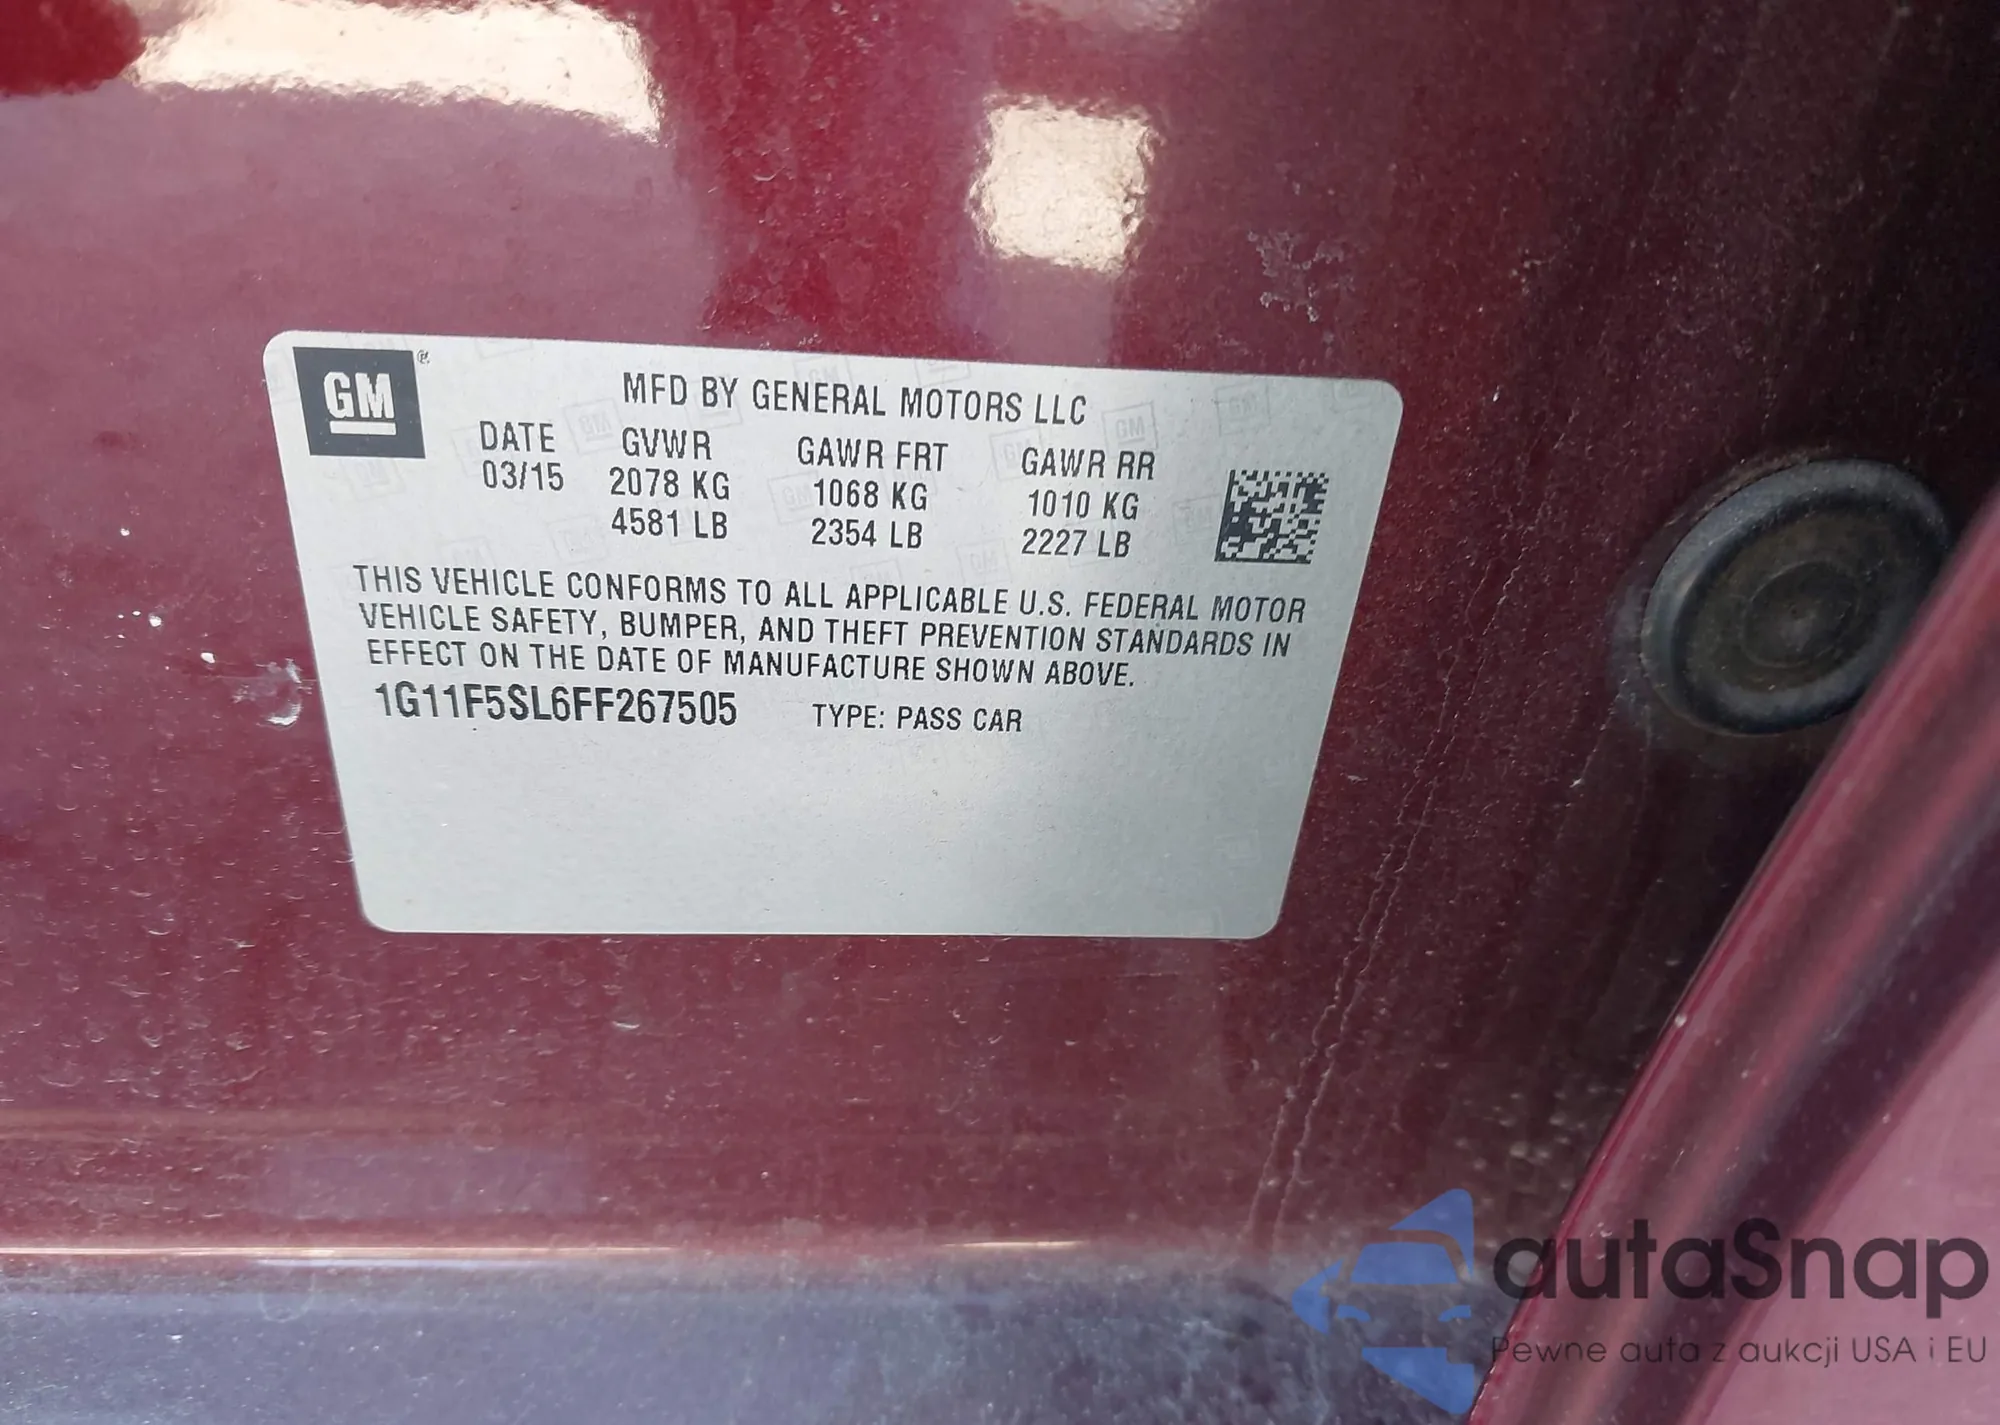 GM
MFD BY GENERAL MOTORS LLC
DATE GVWR GAWR FRT GAWR RR
03/15 2078 KG 1068 KG 1010 KG
4581 LB 2354 LB 2227 LB
THIS VEHICLE CONFORMS TO ALL APPLICABLE U.S. FEDERAL MOTOR
VEHICLE SAFETY, BUMPER, AND THEFT PREVENTION STANDARDS IN
EFFECT ON THE DATE OF MANUFACTURE SHOWN ABOVE.
1G11F5SL6FF267505 TYPE: PASS CAR
autaSnap
Pewne auta z aukcji USA i EU